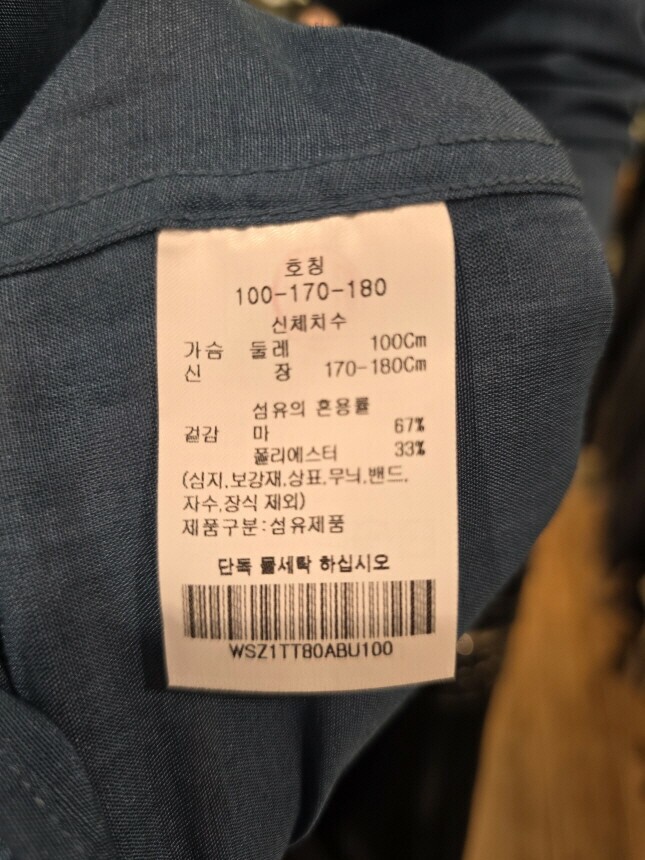 호칭
100-170-180
신체치수
가슴 둘레 100Cm
신 장 170-180Cm
섬유의 혼용률
겉감 마 67%
폴리에스터 33%
(심지,보강재,상표,무늬,밴드,
자수,장식 제외)
제품구분:섬유제품
단독 물세탁 하십시오
WSZ1TT80ABU100